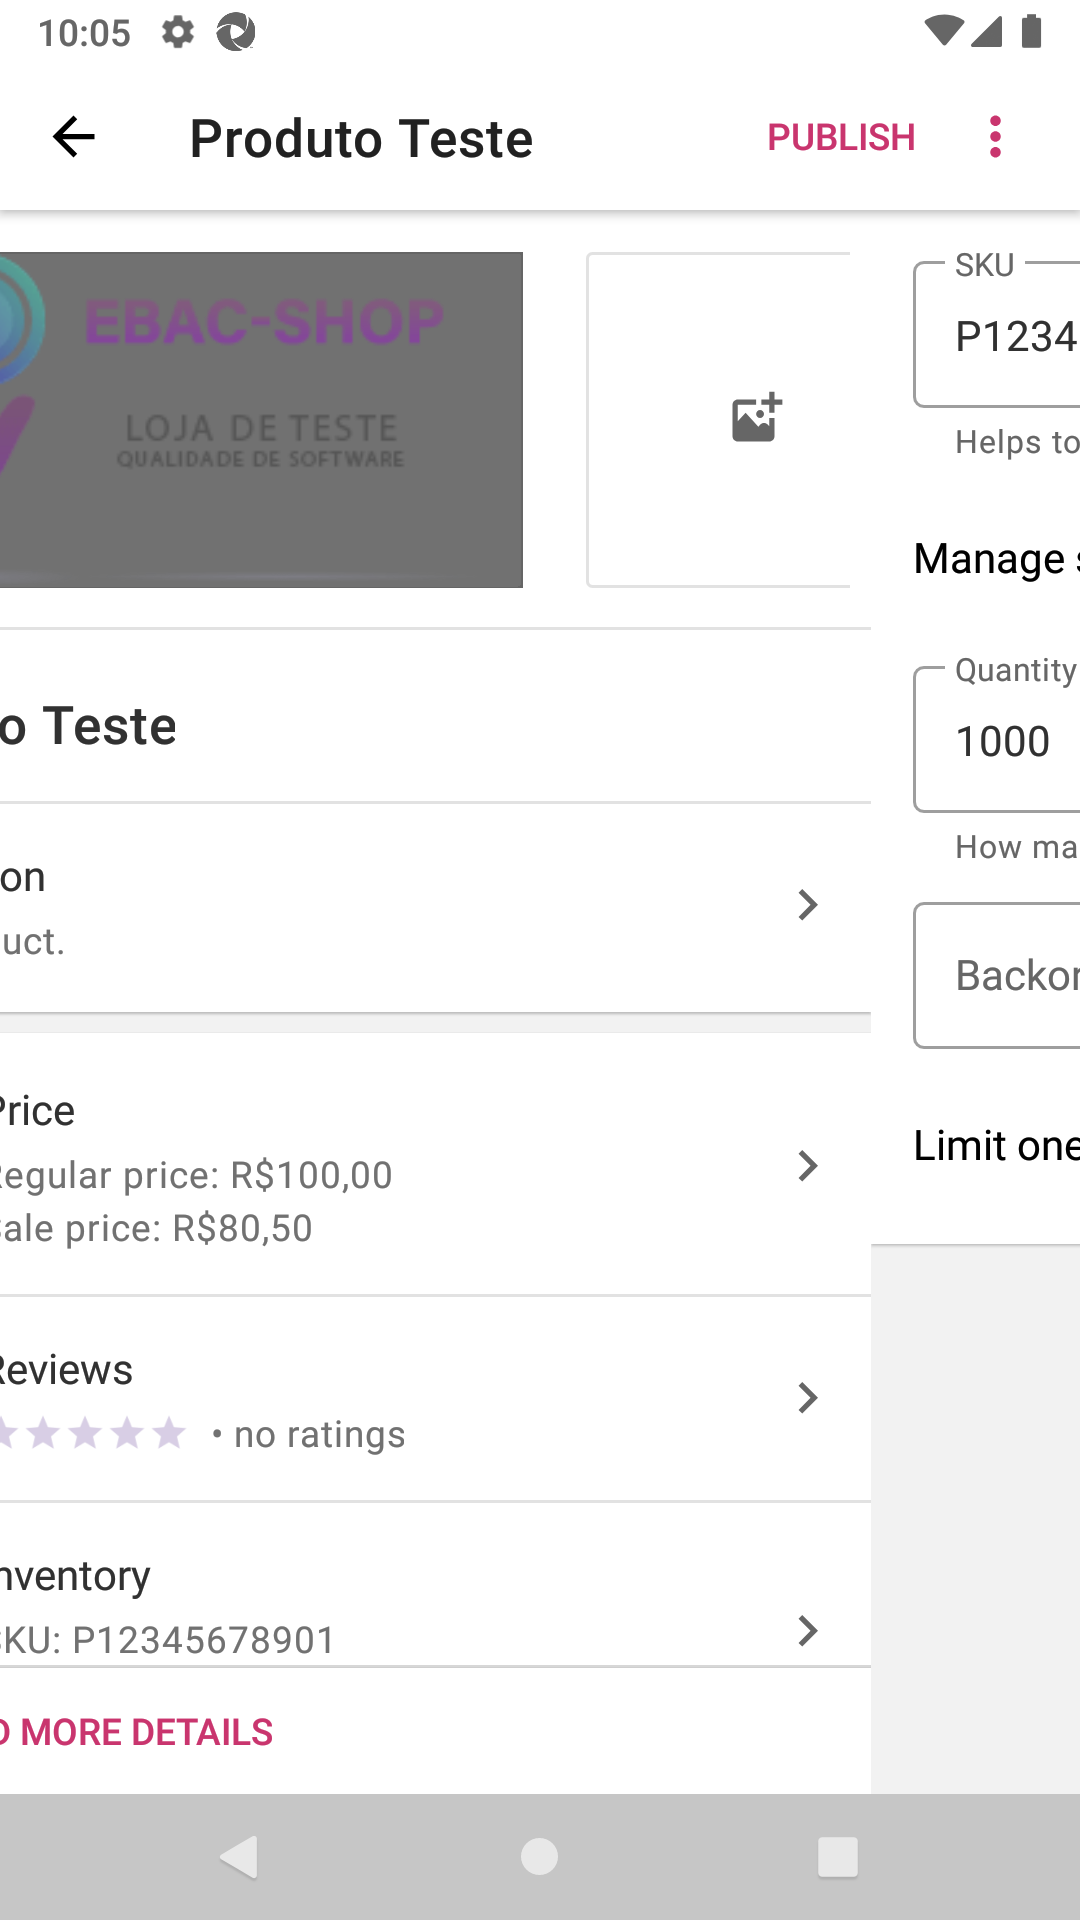 10:05
Produto Teste
PUBLISH
EBAC-SHOP
LOJA DE TESTE
QUALIDADE DE SOFTWARE
o Teste
on
uct.
Price
Regular price: R$100,00
Sale price: R$80,50
Reviews
• no ratings
nventory
SKU: P12345678901
D MORE DETAILS
SKU
P1234
Helps to
Manage s
Quantity
1000
How ma
Backor
Limit one